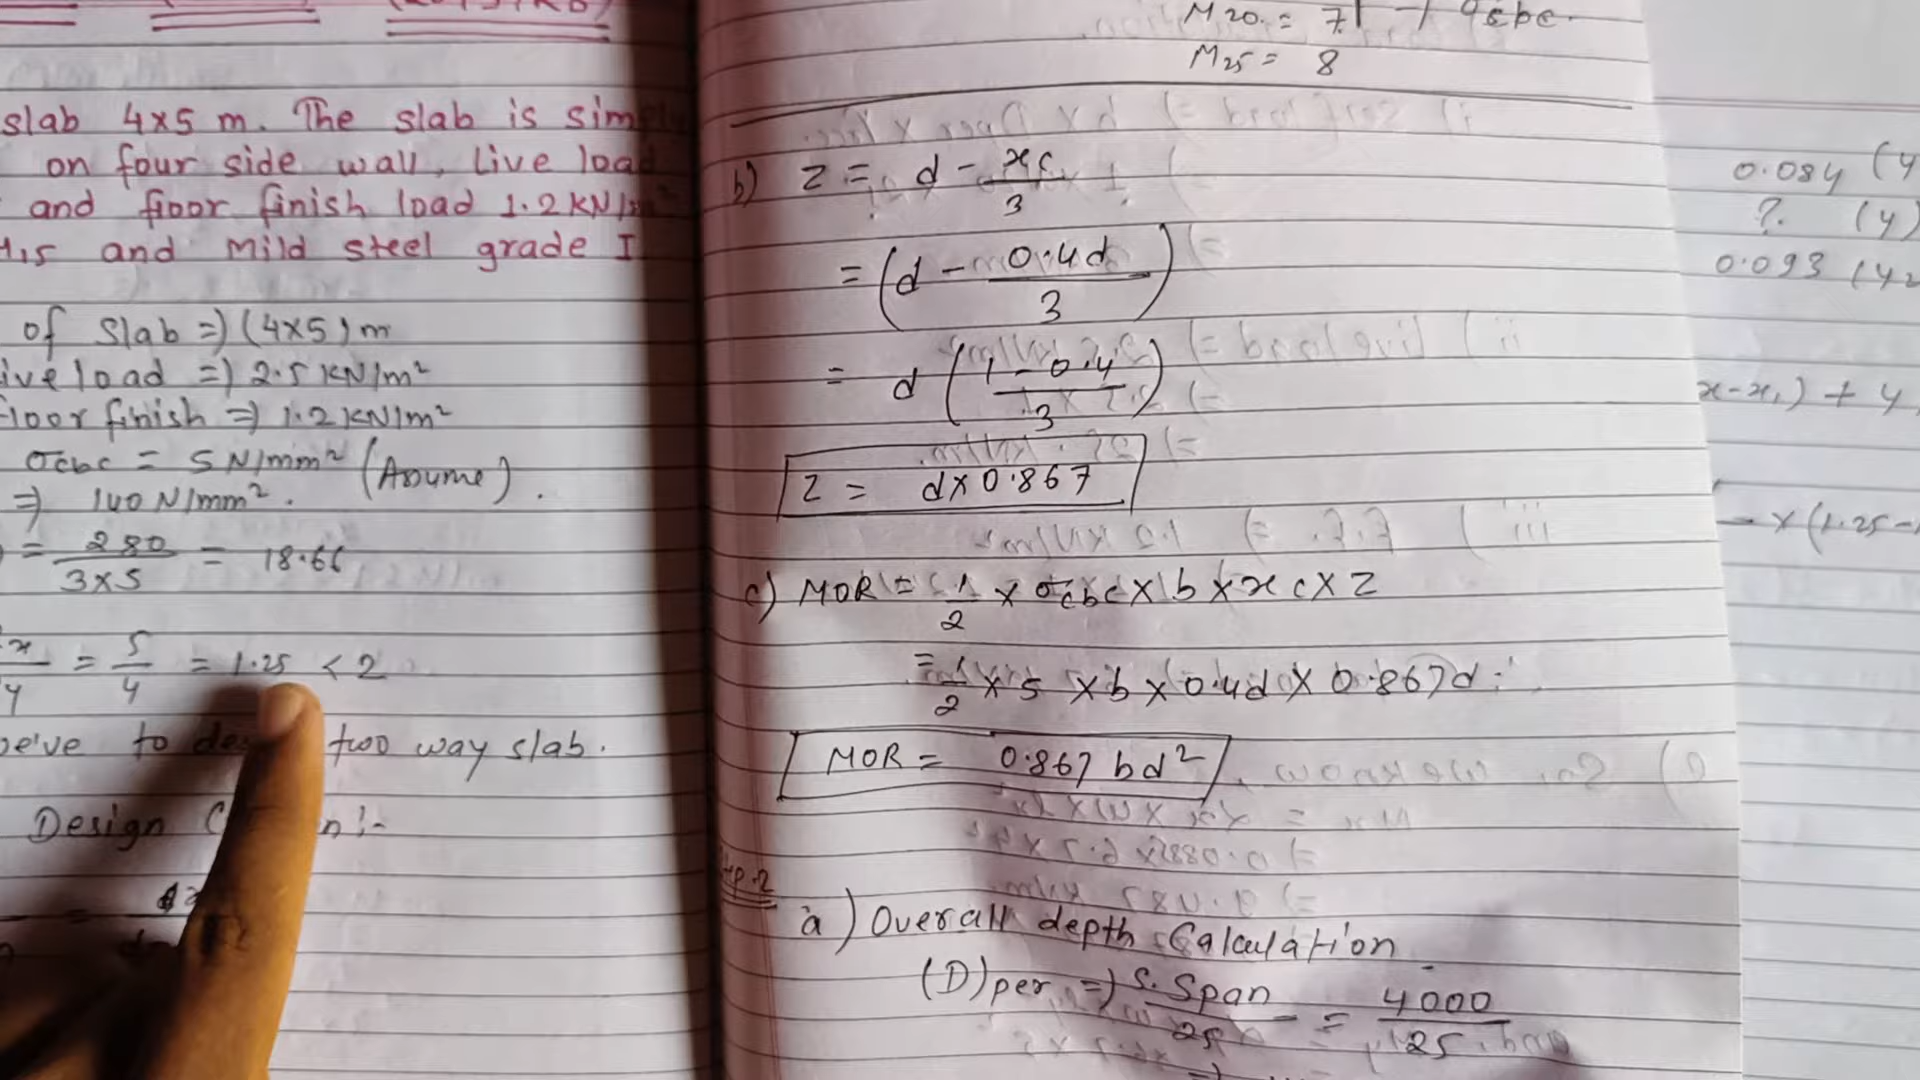 slab 4x5 m. The slab is
on four side wall, Live load
and floor finish load 1.2 KN/m²
and Mild steel grade I
of Slab => (4x5) m
ive load => 2.5 KN/m²
Floor finish => 1.2 KN/m²
σcbc = 5 N/mm² (Assume).
=> 140 N/mm².
= 280 / 3x5 = 18.66
x/y = 5/4 = 1.25 < 2
to two way slab.
Design
M20 = 7
M25 = 8
b) Z = d - xc/3
= (d - 0.4d/3)
= d (1 - 0.4/3)
Z = d x 0.867
c) MOR = 1/2 x σcbc x b x xc x Z
= 1/2 x 5 x b x 0.4d x 0.867d
MOR = 0.867 bd²
a) Overall depth Calculation
(D)per => S. Span / 25 = 4000 / 25
0.084
? (y)
0.093
x-x₁) + y
x (1.25-